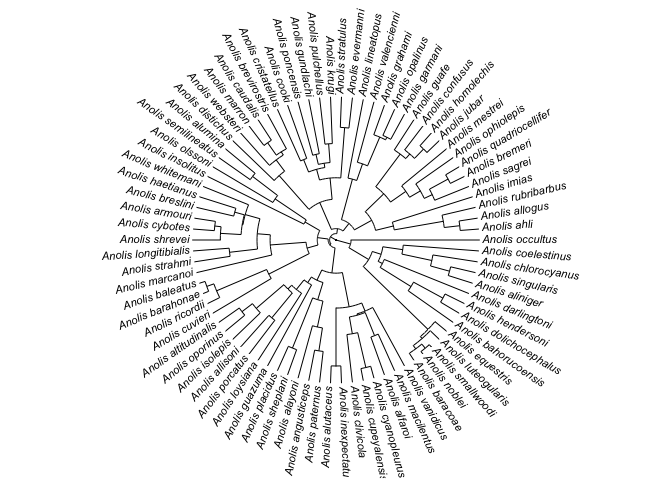 Anolis occultus
Anolis ahli
Anolis allogus
Anolis rubribarbus
Anolis imias
Anolis sagrei
Anolis bremeri
Anolis quadriocellifer
Anolis ophiolepis
Anolis mestrei
Anolis jubar
Anolis homolechis
Anolis confusus
Anolis guafe
Anolis garmani
Anolis opalinus
Anolis grahami
Anolis valencienni
Anolis lineatopus
Anolis evermanni
Anolis stratulus
Anolis krugi
Anolis pulchellus
Anolis gundlachi
Anolis poncensis
Anolis cooki
Anolis cristatellus
Anolis brevirostris
Anolis caudalis
Anolis marron
Anolis websteri
Anolis distichus
Anolis alumina
Anolis semilineatus
Anolis olssoni
Anolis insolitus
Anolis whitemani
Anolis haetianus
Anolis breslini
Anolis armouri
Anolis cybotes
Anolis shrevei
Anolis longitibialis
Anolis strahmi
Anolis marcanoi
Anolis baleatus
Anolis barahonae
Anolis ricordii
Anolis cuvieri
Anolis altitudinalis
Anolis oporinus
Anolis isolepis
Anolis allisoni
Anolis porcatus
Anolis loysiana
Anolis guazuma
Anolis placidus
Anolis sheplani
Anolis alayoni
Anolis angusticeps
Anolis paternus
Anolis alutaceus
Anolis inexpectatu
Anolis clivicola
Anolis cupeyalensis
Anolis cyanopleurus
Anolis alfaroi
Anolis macilentus
Anolis vanidicus
Anolis baracoae
Anolis noblei
Anolis smallwoodi
Anolis luteogularis
Anolis equestris
Anolis bahorucoensis
Anolis dolichocephalus
Anolis hendersoni
Anolis darlingtoni
Anolis aliniger
Anolis singularis
Anolis chlorocyanus
Anolis coelestinus